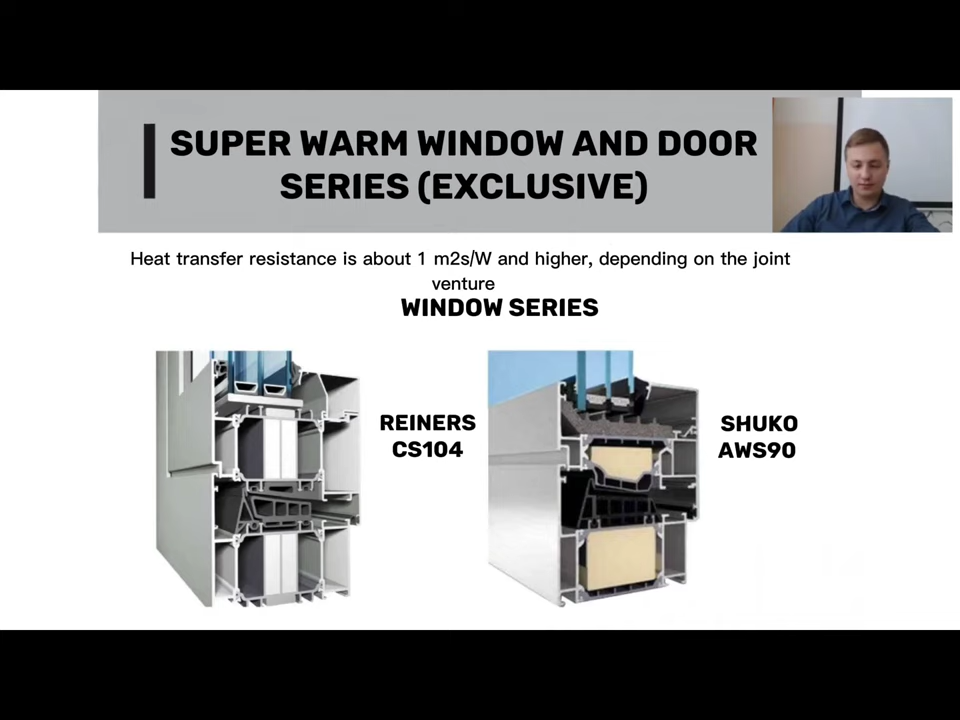 SUPER WARM WINDOW AND DOOR
SERIES (EXCLUSIVE)
Heat transfer resistance is about 1 m2s/W and higher, depending on the joint
venture
WINDOW SERIES
REINERS
CS104
SHUKO
AWS90